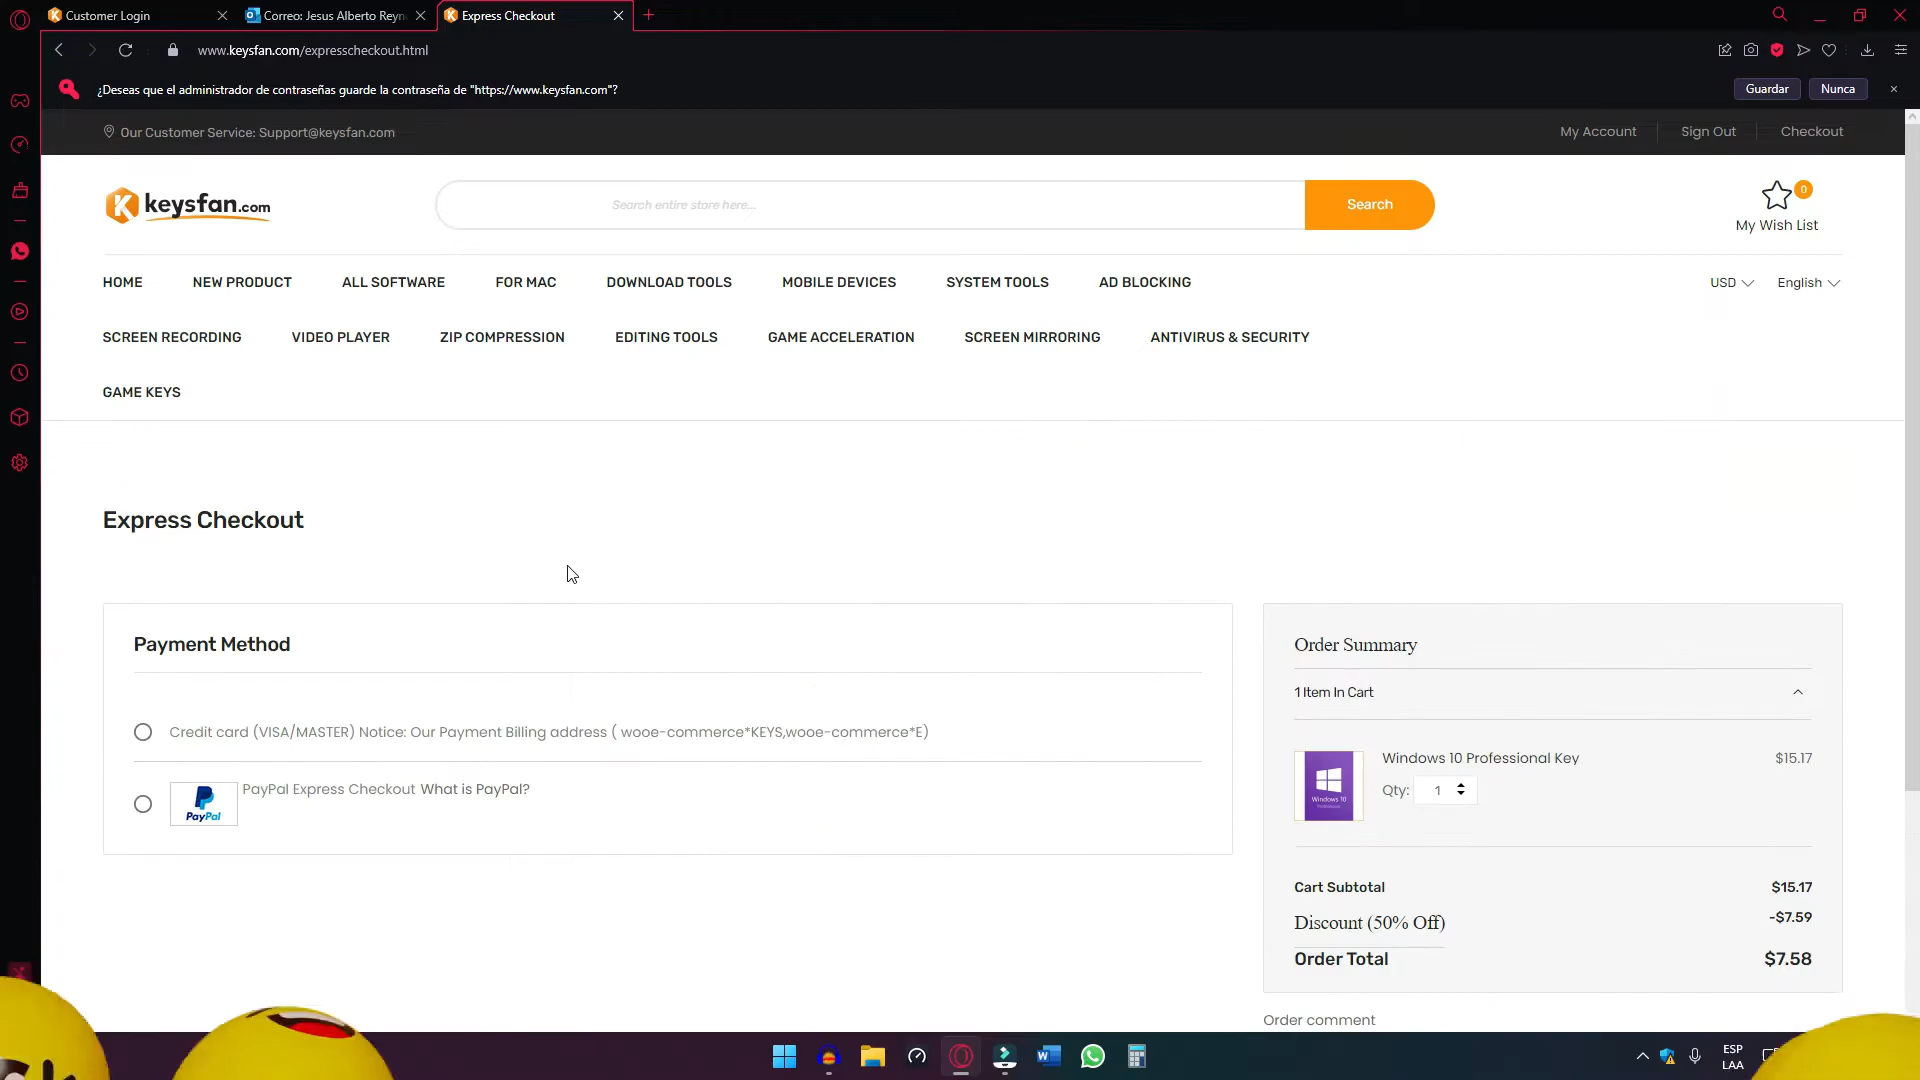 Customer Login
Correo: Jesus Alberto Reyn
Express Checkout
www.keysfan.com/expresscheckout.html
¿Deseas que el administrador de contraseñas guarde la contraseña de "https://www.keysfan.com"?
Guardar
Nunca
Our Customer Service: Support@keysfan.com
My Account
Sign Out
Checkout
keysfan.com
Search entire store here...
Search
0
My Wish List
HOME
NEW PRODUCT
ALL SOFTWARE
FOR MAC
DOWNLOAD TOOLS
MOBILE DEVICES
SYSTEM TOOLS
AD BLOCKING
USD
English
SCREEN RECORDING
VIDEO PLAYER
ZIP COMPRESSION
EDITING TOOLS
GAME ACCELERATION
SCREEN MIRRORING
ANTIVIRUS & SECURITY
GAME KEYS
Express Checkout
Payment Method
Credit card (VISA/MASTER) Notice: Our Payment Billing address ( wooe-commerce*KEYS,wooe-commerce*E)
PayPal
PayPal Express Checkout What is PayPal?
Order Summary
1 Item In Cart
Windows 10
Windows 10 Professional Key
$15.17
Qty: 1
Cart Subtotal
$15.17
Discount (50% Off)
-$7.59
Order Total
$7.58
Order comment
ESP
LAA